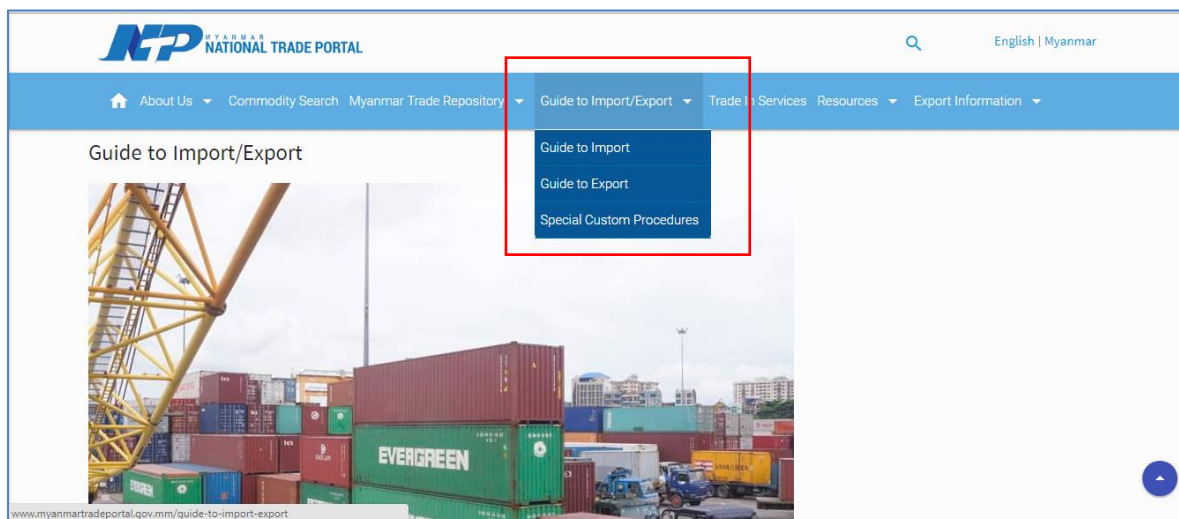 NTP MYANMAR
NATIONAL TRADE PORTAL
English | Myanmar
About Us Commodity Search Myanmar Trade Repository Guide to Import/Export Trade In Services Resources Export Information
Guide to Import/Export
Guide to Import
Guide to Export
Special Custom Procedures
EVERGREEN
EVERGREEN
www.myanmartradeportal.gov.mm/guide-to-import-export